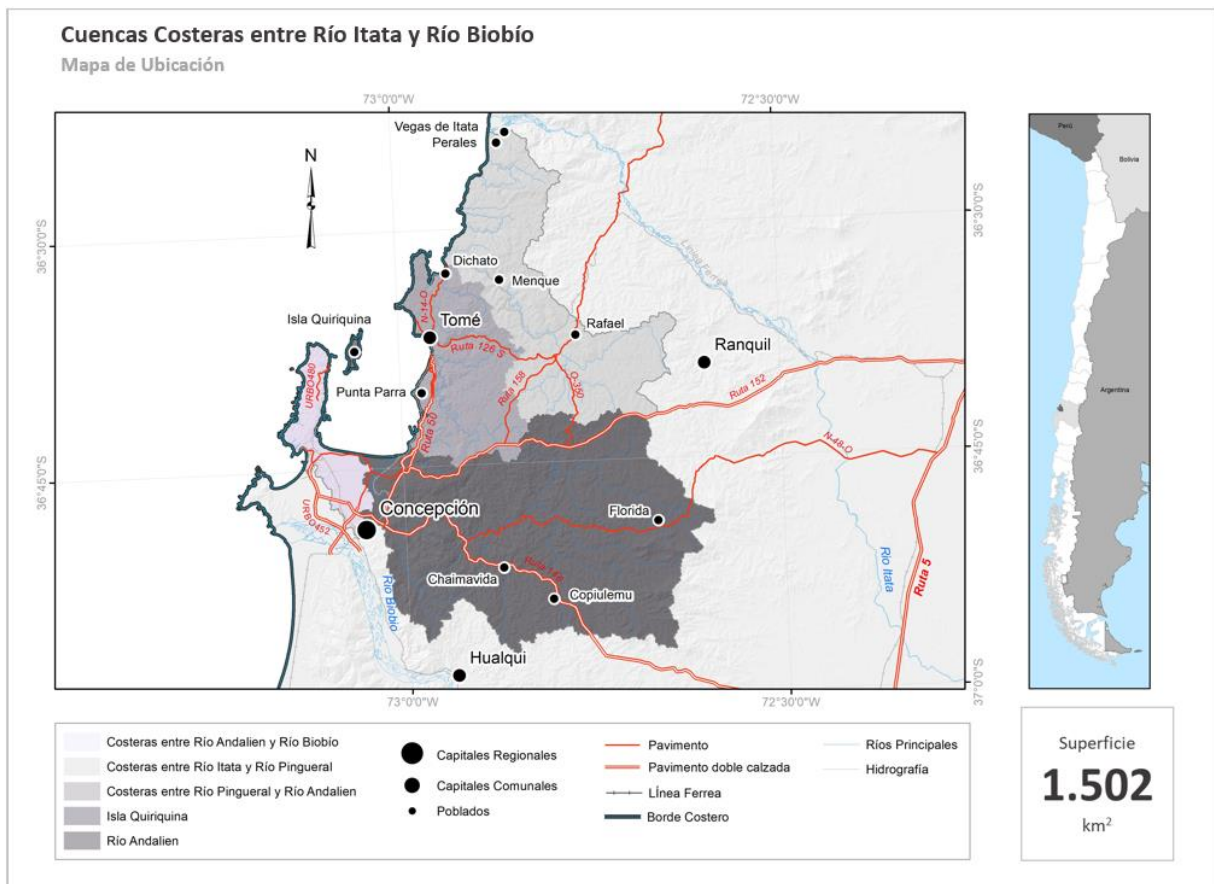 Cuencas Costeras entre Río Itata y Río Biobío
Mapa de Ubicación
73°0'0"W
72°30'0"W
36°30'0"S
36°45'0"S
36°30'0"S
36°45'0"S
37°0'0"S
73°0'0"W
72°30'0"W
N
Vegas de Itata
Perales
Línea Ferrea
Dichato
Menque
N-14-O
Isla Quiriquina
Tomé
Rafael
Ruta 126 S
Ranquil
URBO480
Punta Parra
Ruta 158
O-350
Ruta 152
Ruta 50
N-48-O
Concepción
URBO452
Florida
Chaimavida
Copiulemu
Río Biobío
Río Itata
Ruta 5
Hualqui
Perú
Bolivia
Argentina
Costeras entre Río Andalien y Río Biobío
Costeras entre Río Itata y Río Pingueral
Costeras entre Río Pingueral y Río Andalien
Isla Quiriquina
Río Andalien
Capitales Regionales
Capitales Comunales
Poblados
Pavimento
Pavimento doble calzada
LÍnea Ferrea
Borde Costero
Ríos Principales
Hidrografía
Superficie
1.502
km²